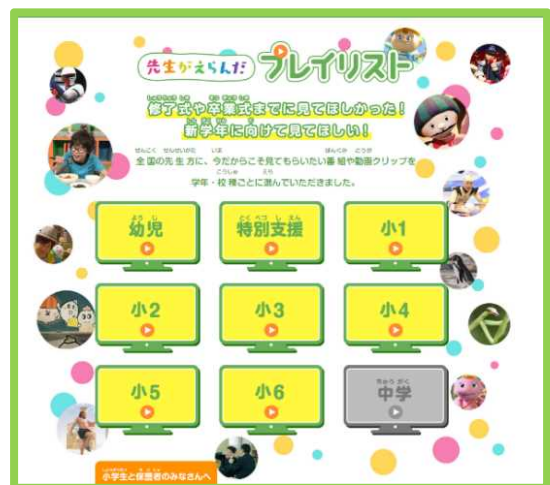 先生がえらんだ プレイリスト
修了式や卒業式までに見てほしかった！
新学年に向けて見てほしい！
全国の先生方に、今だからこそ見てもらいたい番組や動画クリップを
学年・校種ごとに選んでいただきました。
幼児 特別支援 小1
小2 小3 小4
小5 小6 中学
小学生と保護者のみなさんへ